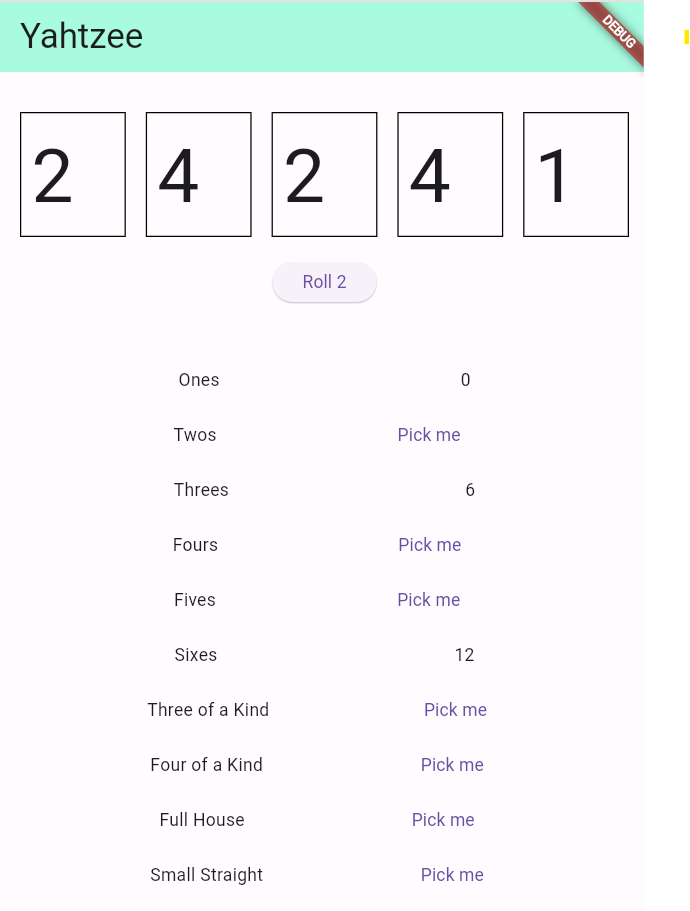 Yahtzee
DEBUG
2 4 2 4 1
Roll 2
Ones 0
Twos Pick me
Threes 6
Fours Pick me
Fives Pick me
Sixes 12
Three of a Kind Pick me
Four of a Kind Pick me
Full House Pick me
Small Straight Pick me